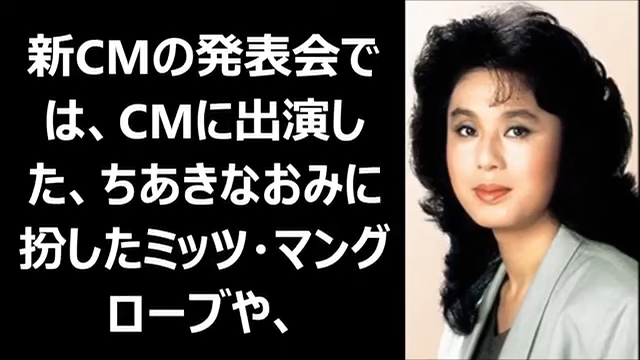 新CMの発表会で
は、CMに出演し
た、ちあきなおみに
扮したミッツ・マング
ローブや、